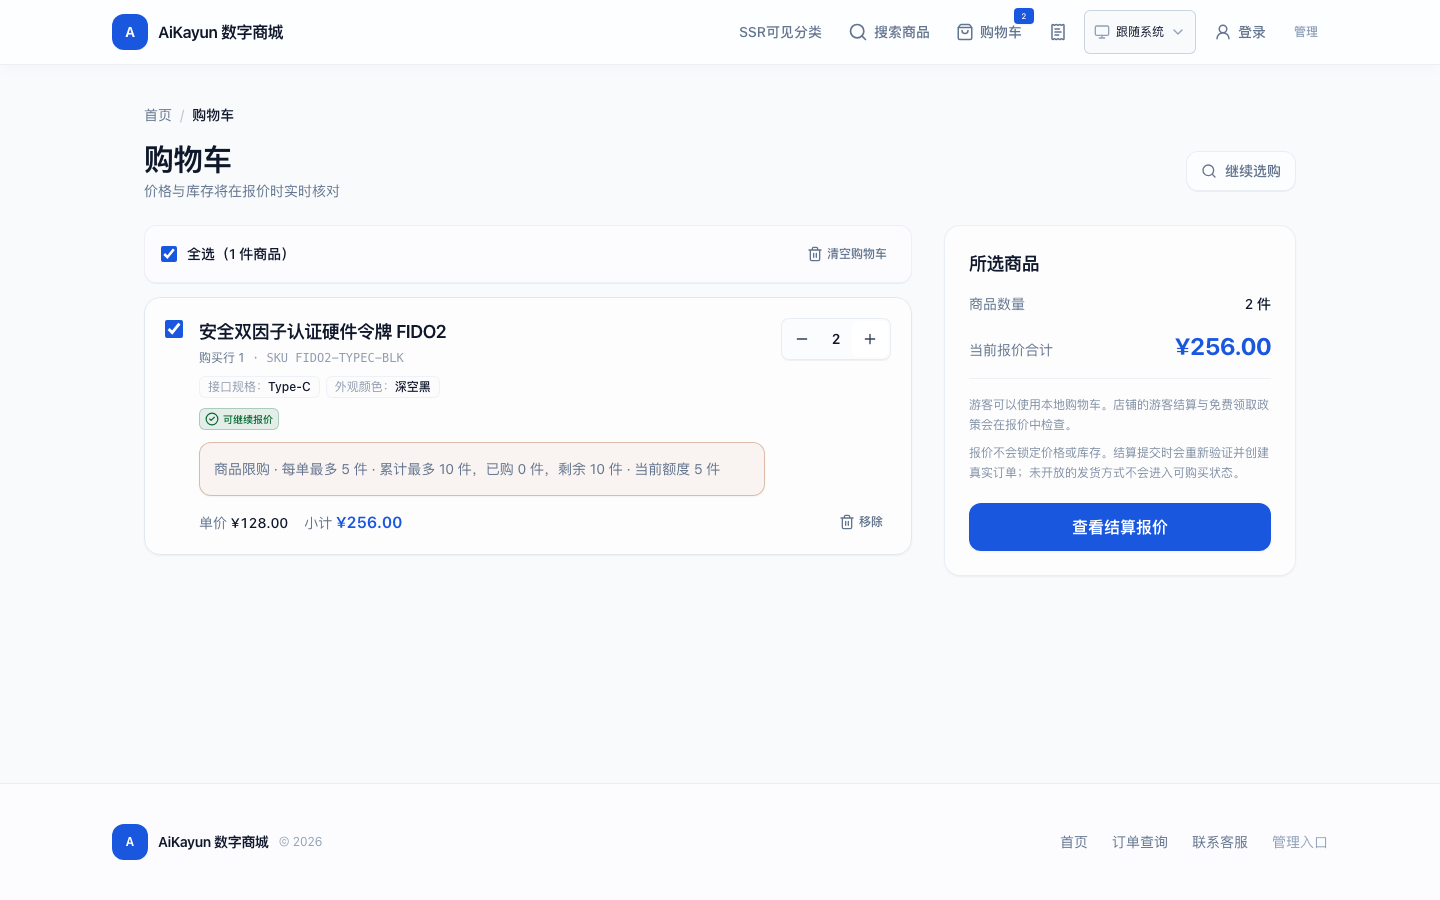 A AiKayun 数字商城 SSR可见分类 搜索商品 购物车 2 跟随系统 登录 管理
首页 / 购物车
购物车
价格与库存将在报价时实时核对
继续选购
全选（1 件商品） 清空购物车
安全双因子认证硬件令牌 FIDO2 − 2 +
购买行 1 · SKU FIDO2-TYPEC-BLK
接口规格： Type-C 外观颜色： 深空黑
可继续报价
商品限购 · 每单最多 5 件 · 累计最多 10 件，已购 0 件，剩余 10 件 · 当前额度 5 件
单价 ¥128.00 小计 ¥256.00 移除
所选商品
商品数量 2 件
当前报价合计 ¥256.00
游客可以使用本地购物车。店铺的游客结算与免费领取政
策会在报价中检查。
报价不会锁定价格或库存。结算提交时会重新验证并创建
真实订单；未开放的发货方式不会进入可购买状态。
查看结算报价
A AiKayun 数字商城 © 2026 首页 订单查询 联系客服 管理入口